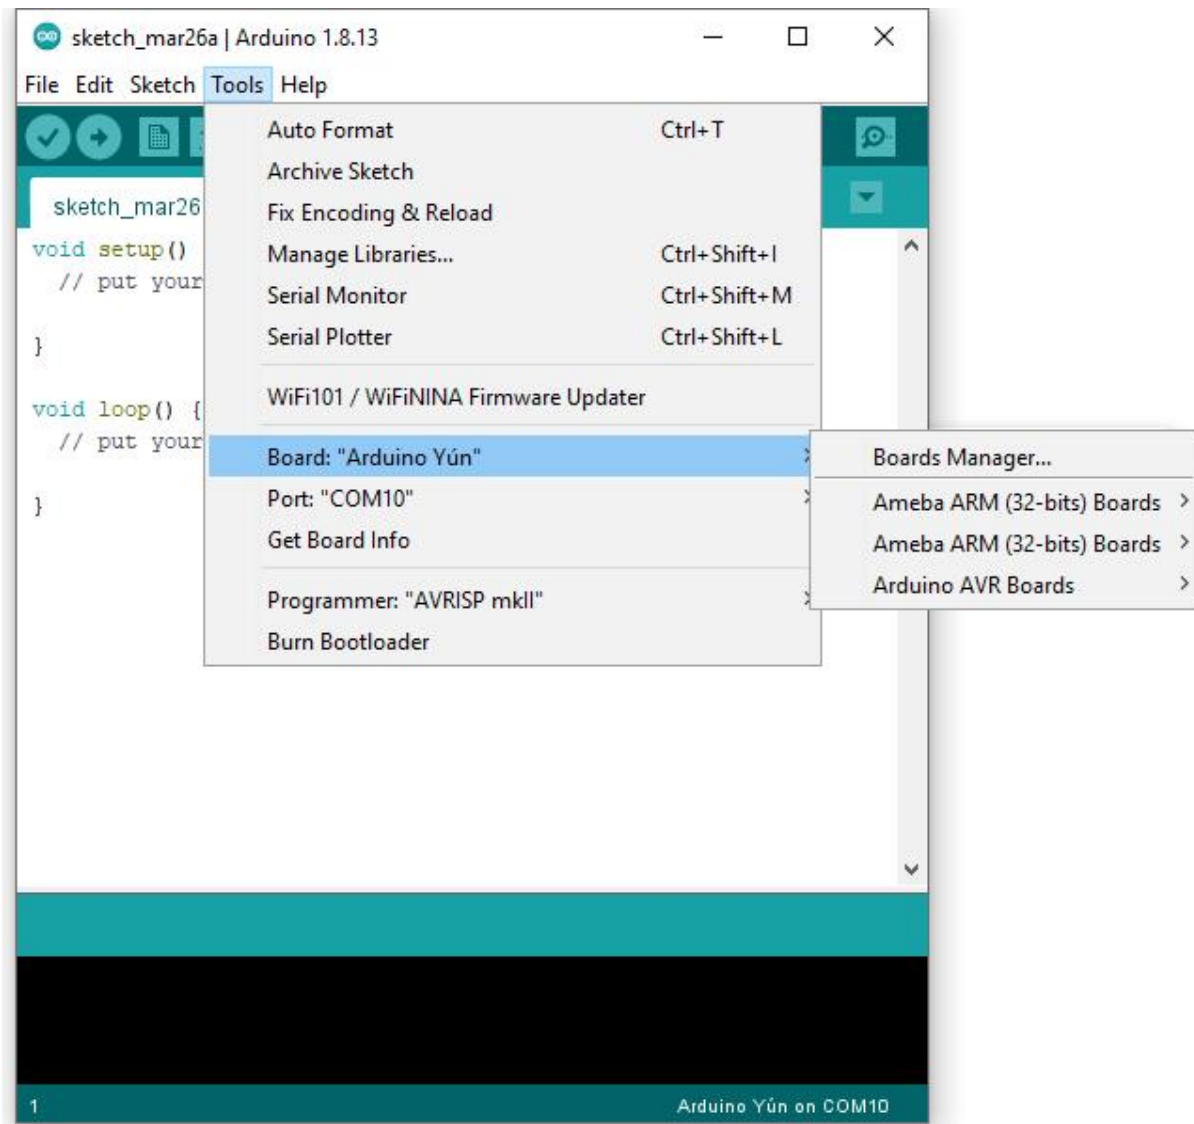 sketch_mar26a | Arduino 1.8.13
File Edit Sketch Tools Help
sketch_mar26
void setup()
// put your
}
void loop() {
// put your
}
Auto Format Ctrl+T
Archive Sketch
Fix Encoding & Reload
Manage Libraries... Ctrl+Shift+I
Serial Monitor Ctrl+Shift+M
Serial Plotter Ctrl+Shift+L
WiFi101 / WiFiNINA Firmware Updater
Board: "Arduino Yún"
Port: "COM10"
Get Board Info
Programmer: "AVRISP mkII"
Burn Bootloader
Boards Manager...
Ameba ARM (32-bits) Boards
Ameba ARM (32-bits) Boards
Arduino AVR Boards
1 Arduino Yún on COM10